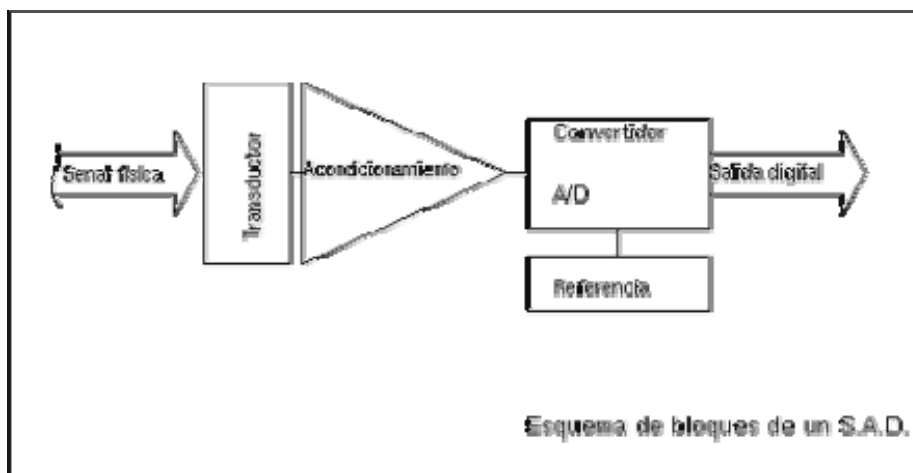 Señal física
Transductor
Acondicionamiento
Convertidor
A/D
Salida digital
Referencia
Esquema de bloques de un S.A.D.